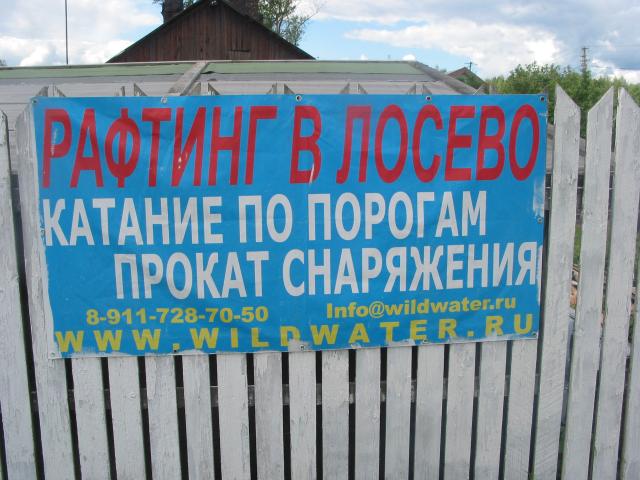 РАФТИНГ В ЛОСЕВО
КАТАНИЕ ПО ПОРОГАМ
ПРОКАТ СНАРЯЖЕНИЯ
8-911-728-70-50 Info@wildwater.ru
WWW.WILDWATER.RU